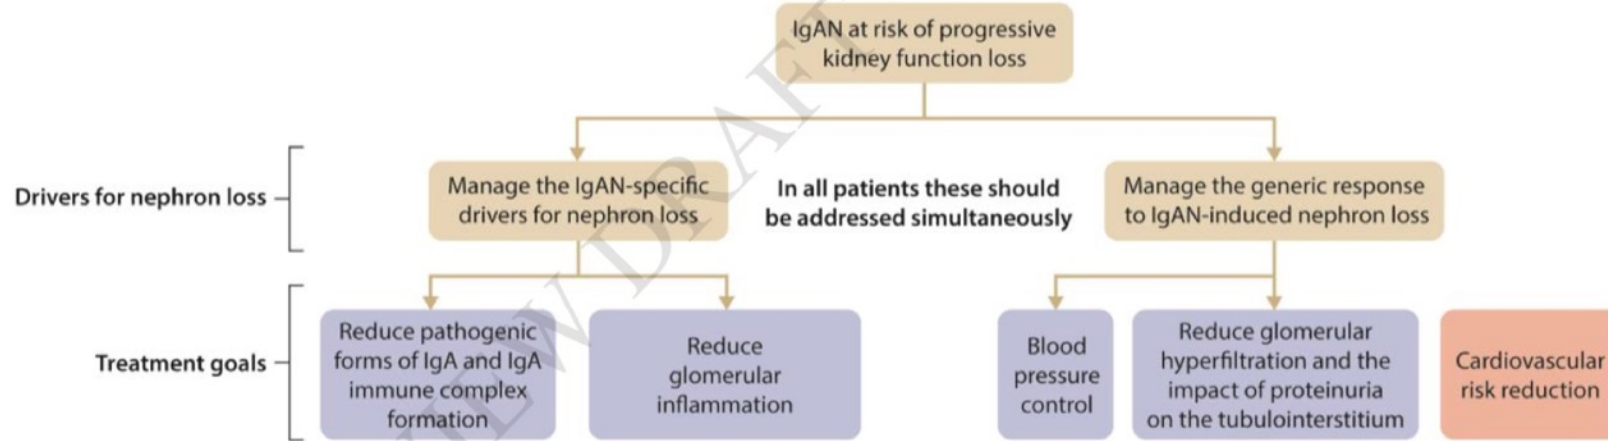 IgAN at risk of progressive
kidney function loss
Drivers for nephron loss
Manage the IgAN-specific
drivers for nephron loss
In all patients these should
be addressed simultaneously
Manage the generic response
to IgAN-induced nephron loss
Treatment goals
Reduce pathogenic
forms of IgA and IgA
immune complex
formation
Reduce
glomerular
inflammation
Blood
pressure
control
Reduce glomerular
hyperfiltration and the
impact of proteinuria
on the tubulointerstitium
Cardiovascular
risk reduction
VIEW DRAFT